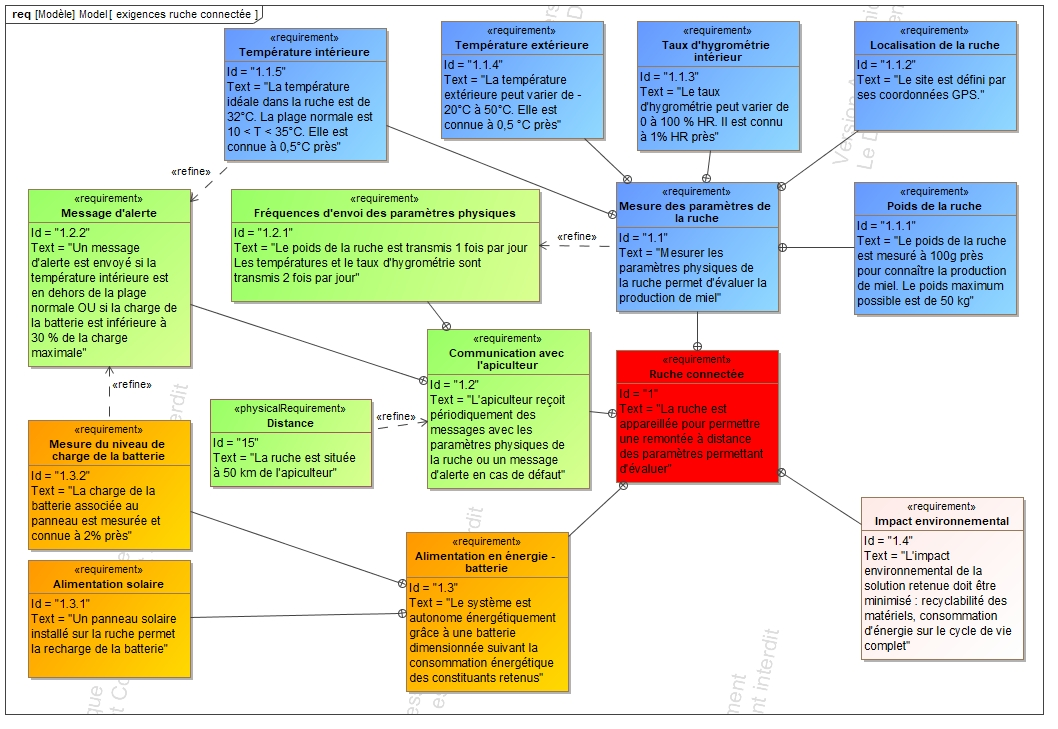 req [Modèle] Model[ exigences ruche connectée ]
«requirement»
Température intérieure
Id = "1.1.5"
Text = "La température
idéale dans la ruche est de
32°C. La plage normale est
10 < T < 35°C. Elle est
connue à 0,5°C près"
«requirement»
Température extérieure
Id = "1.1.4"
Text = "La température
extérieure peut varier de -
20°C à 50°C. Elle est
connue à 0,5 °C près"
«requirement»
Taux d'hygrométrie
intérieur
Id = "1.1.3"
Text = "Le taux
d'hygrométrie peut varier de
0 à 100 % HR. Il est connu
à 1% HR près"
«requirement»
Localisation de la ruche
Id = "1.1.2"
Text = "Le site est défini par
ses coordonnées GPS."
«refine»
«requirement»
Message d'alerte
Id = "1.2.2"
Text = "Un message
d'alerte est envoyé si la
température intérieure est
en dehors de la plage
normale OU si la charge de
la batterie est inférieure à
30 % de la charge
maximale"
«requirement»
Fréquences d'envoi des paramètres physiques
Id = "1.2.1"
Text = "Le poids de la ruche est transmis 1 fois par jour
Les températures et le taux d'hygrométrie sont
transmis 2 fois par jour"
«refine»
«requirement»
Mesure des paramètres de
la ruche
Id = "1.1"
Text = "Mesurer les
paramètres physiques de
la ruche permet d'évaluer la
production de miel"
«requirement»
Poids de la ruche
Id = "1.1.1"
Text = "Le poids de la ruche
est mesuré à 100g près
pour connaître la production
de miel. Le poids maximum
possible est de 50 kg"
«requirement»
Communication avec
l'apiculteur
Id = "1.2"
Text = "L'apiculteur reçoit
périodiquement des
messages avec les
paramètres physiques de
la ruche ou un message
d'alerte en cas de défaut"
«requirement»
Ruche connectée
Id = "1"
Text = "La ruche est
appareillée pour permettre
une remontée à distance
des paramètres permettant
d'évaluer"
«refine»
«physicalRequirement»
Distance
Id = "15"
Text = "La ruche est située
à 50 km de l'apiculteur"
«refine»
«requirement»
Mesure du niveau de
charge de la batterie
Id = "1.3.2"
Text = "La charge de la
batterie associée au
panneau est mesurée et
connue à 2% près"
«requirement»
Alimentation solaire
Id = "1.3.1"
Text = "Un panneau solaire
installé sur la ruche permet
la recharge de la batterie"
«requirement»
Alimentation en énergie -
batterie
Id = "1.3"
Text = "Le système est
autonome énergétiquement
grâce à une batterie
dimensionnée suivant la
consommation énergétique
des constituants retenus"
«requirement»
Impact environnemental
Id = "1.4"
Text = "L'impact
environnemental de la
solution retenue doit être
minimisé : recyclabilité des
matériels, consommation
d'énergie sur le cycle de vie
complet"
Version
Le
interdit